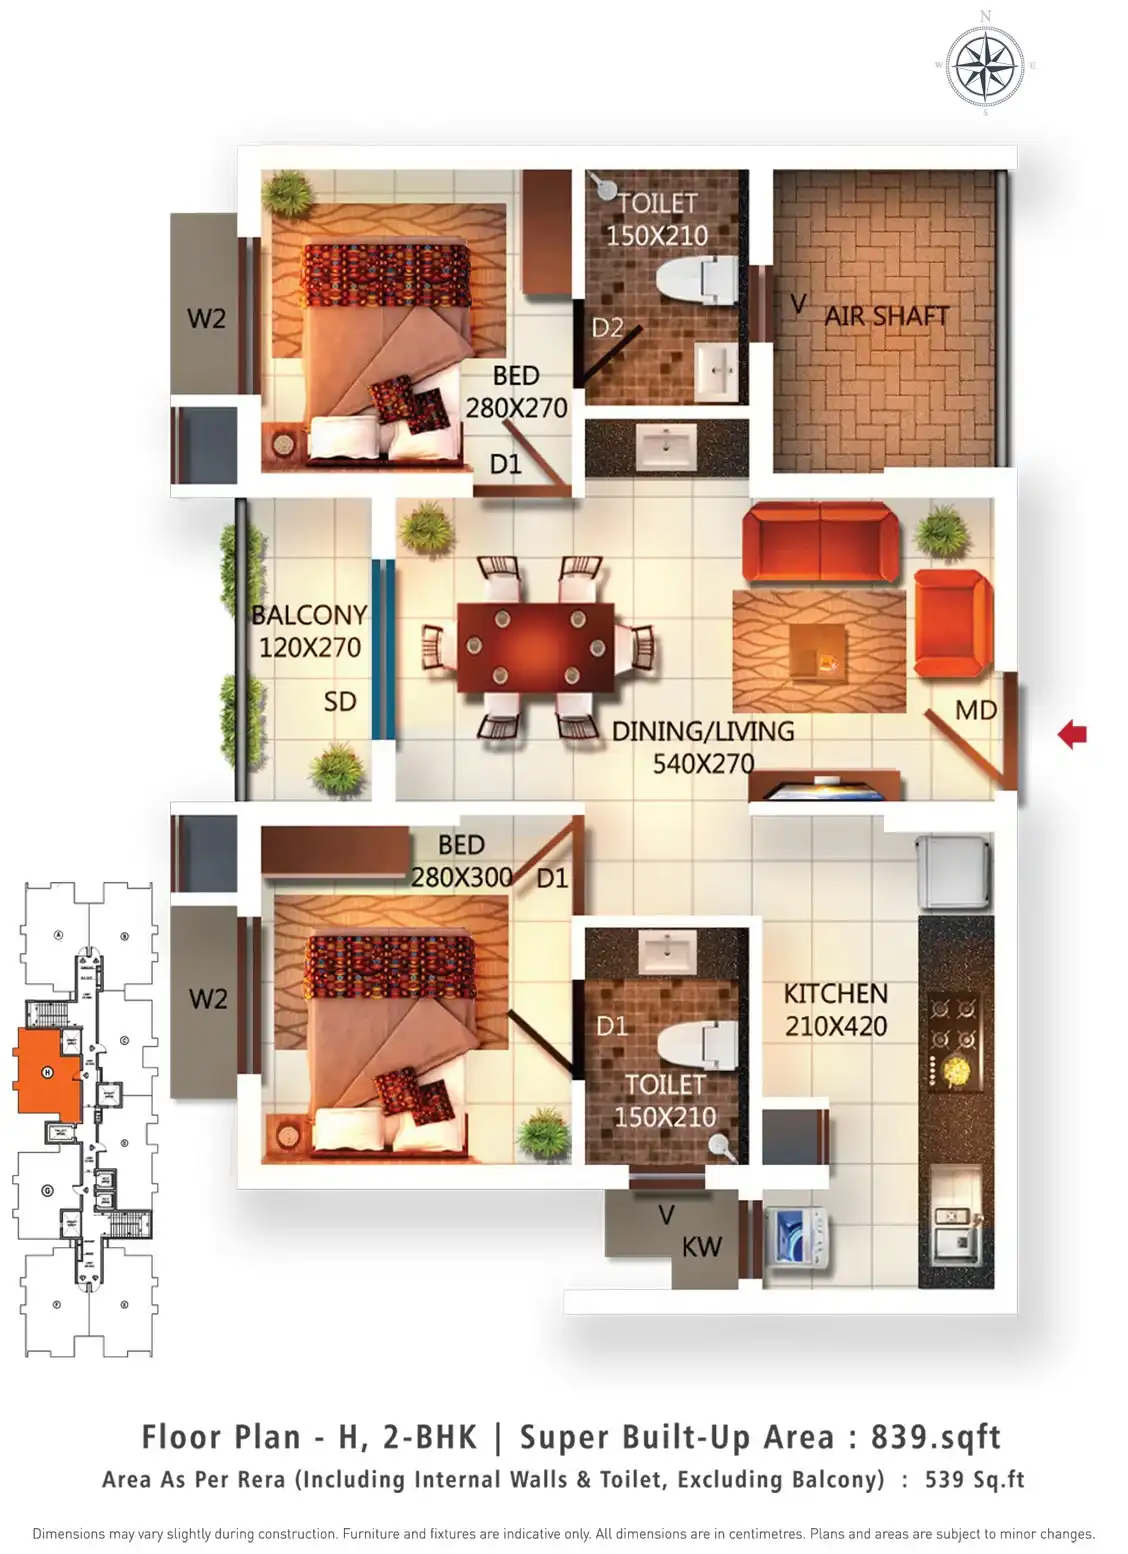 N
W
E
S
TOILET
150X210
W2
V
AIR SHAFT
D2
BED
280X270
D1
BALCONY
120X270
SD
MD
DINING/LIVING
540X270
BED
280X300
D1
W2
KITCHEN
210X420
D1
TOILET
150X210
V
KW
A
B
H
C
D
G
F
E
Floor Plan - H, 2-BHK | Super Built-Up Area : 839.sqft
Area As Per Rera (Including Internal Walls & Toilet, Excluding Balcony) : 539 Sq.ft
Dimensions may vary slightly during construction. Furniture and fixtures are indicative only. All dimensions are in centimetres. Plans and areas are subject to minor changes.